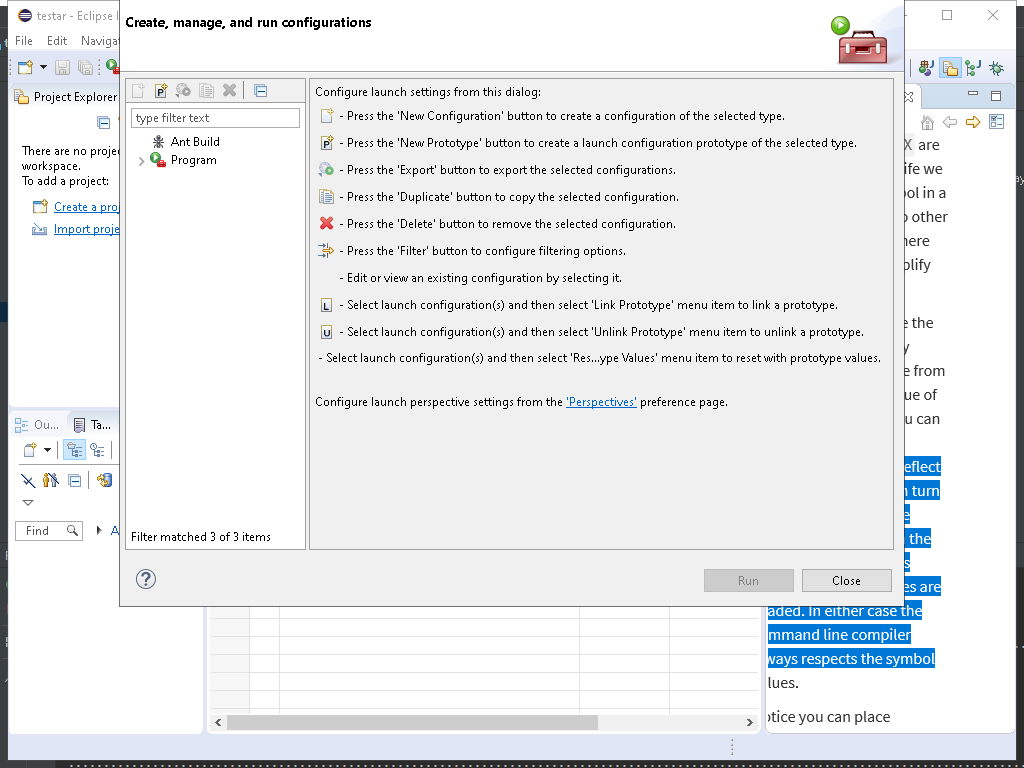 testar - Eclipse I
File Edit Naviga
Project Explorer
There are no proje
workspace.
To add a project:
Create a proj
Import proje
Ou... Ta...
Find A
Create, manage, and run configurations
type filter text
Ant Build
Program
Filter matched 3 of 3 items
Configure launch settings from this dialog:
- Press the 'New Configuration' button to create a configuration of the selected type.
- Press the 'New Prototype' button to create a launch configuration prototype of the selected type.
- Press the 'Export' button to export the selected configurations.
- Press the 'Duplicate' button to copy the selected configuration.
- Press the 'Delete' button to remove the selected configuration.
- Press the 'Filter' button to configure filtering options.
- Edit or view an existing configuration by selecting it.
L - Select launch configuration(s) and then select 'Link Prototype' menu item to link a prototype.
U - Select launch configuration(s) and then select 'Unlink Prototype' menu item to unlink a prototype.
- Select launch configuration(s) and then select 'Res...ype Values' menu item to reset with prototype values.
Configure launch perspective settings from the 'Perspectives' preference page.
Run Close
X are
ife we
ol in a
other
here
olify
e the
y
e from
ue of
u can
eflect
turn
e
the
s
es are
aded. In either case the
mmand line compiler
ways respects the symbol
lues.
otice you can place